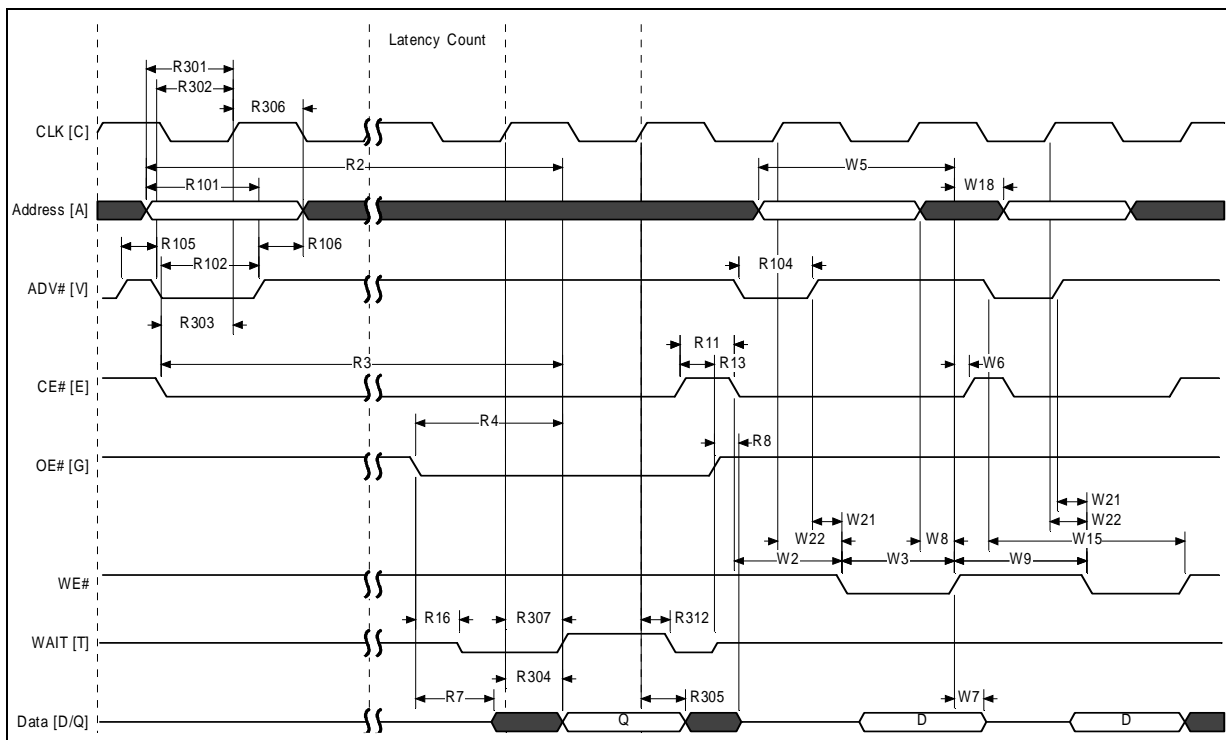 Latency Count
R301
R302
R306
CLK [C]
R2
W5
R101
W18
Address [A]
R105
R106
R102
R104
ADV# [V]
R303
R11
R3
R13
W6
CE# [E]
R4
R8
OE# [G]
W21
W21
W22
W22
W8
W15
W2
W3
W9
WE#
R16
R307
R312
WAIT [T]
R304
R7
R305
W7
Data [D/Q]
Q
D
D